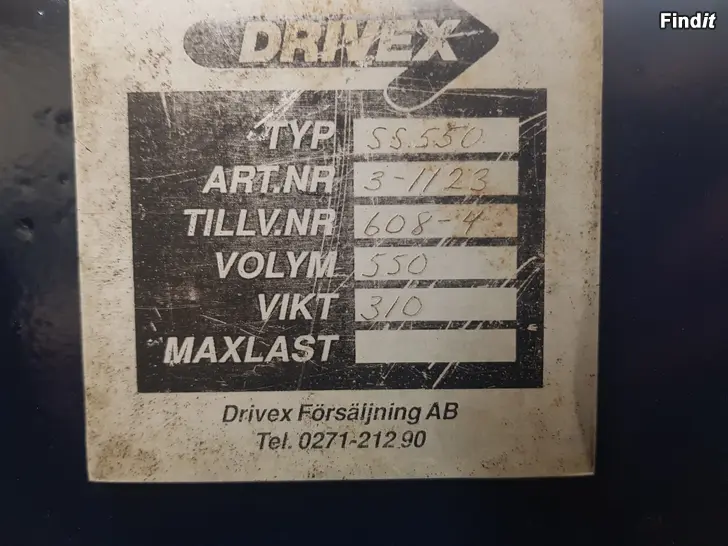 Findit
DRIVEX
TYP SS.550
ART.NR 3-1123
TILLV.NR 608-4
VOLYM 550
VIKT 310
MAXLAST
Drivex Försäljning AB
Tel. 0271-212 90